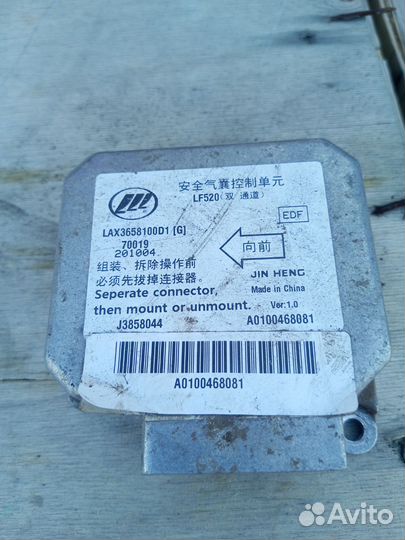 安全气囊控制单元
LF520(双 通道)
EDF
LAX3658100D1 [G]
70019
201004
向前
组装、拆除操作前
必须先拔掉连接器。
JIN HENG
Seperate connector,
Made in China
then mount or unmount.
Ver:1.0
J3858044
A0100468081
A0100468081
Avito